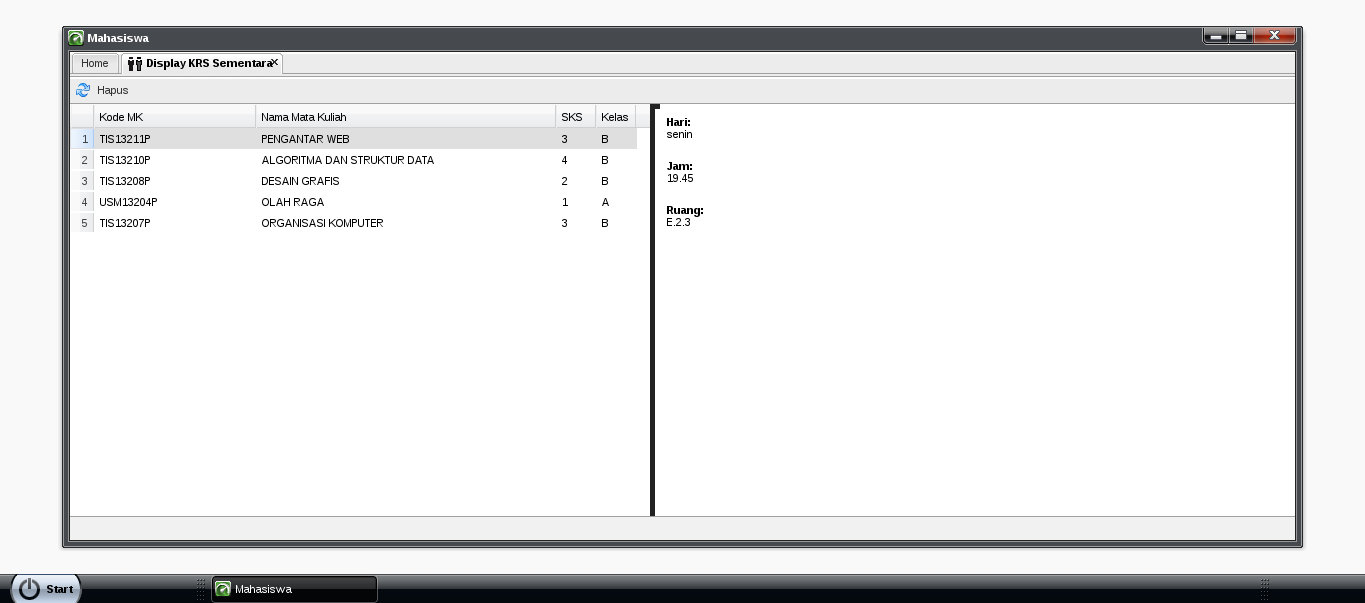 Mahasiswa
Home Display KRS Sementara
Hapus
Kode MK Nama Mata Kuliah SKS Kelas
1 TIS13211P PENGANTAR WEB 3 B
2 TIS13210P ALGORITMA DAN STRUKTUR DATA 4 B
3 TIS13208P DESAIN GRAFIS 2 B
4 USM13204P OLAH RAGA 1 A
5 TIS13207P ORGANISASI KOMPUTER 3 B
Hari:
senin
Jam:
19.45
Ruang:
E.2.3
Start Mahasiswa